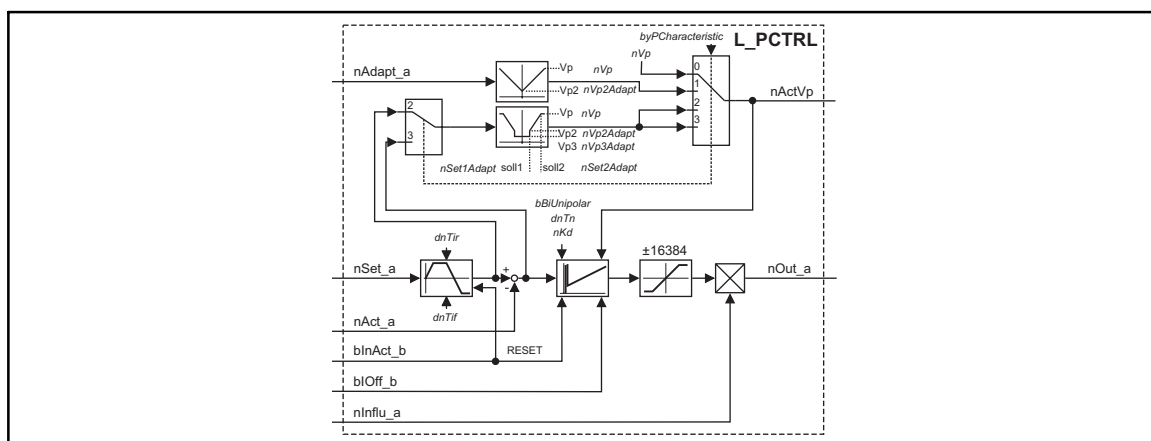 byPCharacteristic
L_PCTRL
nVp
nAdapt_a
Vp
nVp
0
nActVp
Vp2
nVp2Adapt
1
2
2
Vp
nVp
3
3
Vp2
nVp2Adapt
Vp3
nVp3Adapt
nSet1Adapt
soll1
soll2
nSet2Adapt
bBiUnipolar
dnTn
nKd
dnTir
±16384
nSet_a
+
-
nOut_a
dnTif
nAct_a
bInAct_b
RESET
bIOff_b
nInflu_a